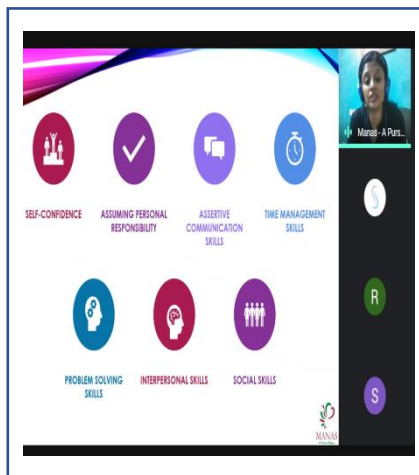 Manas - A Purs...
SELF-CONFIDENCE
ASSUMING PERSONAL
RESPONSIBILITY
ASSERTIVE
COMMUNICATION
SKILLS
TIME MANAGEMENT
SKILLS
R
PROBLEM SOLVING
SKILLS
INTERPERSONAL SKILLS
SOCIAL SKILLS
S
MANAS